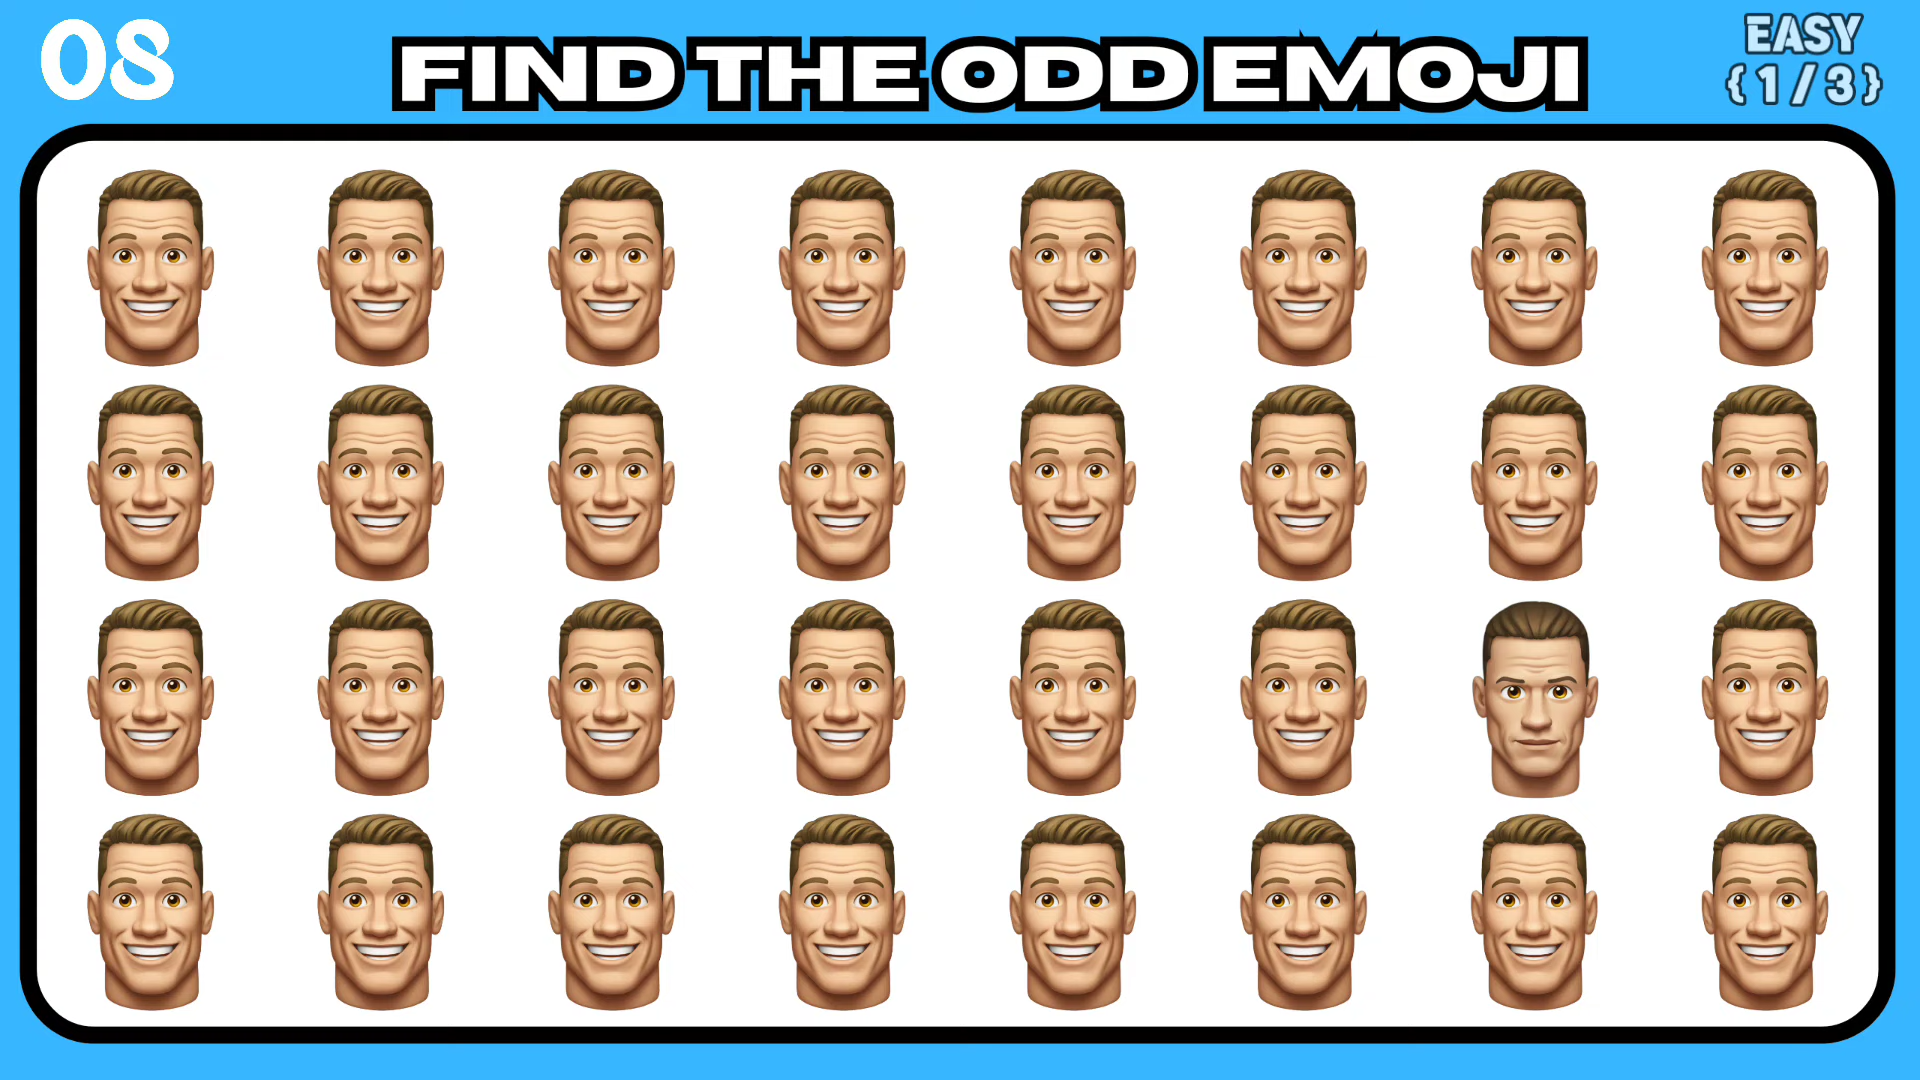 08
FIND THE ODD EMOJI
EASY
{1/3}